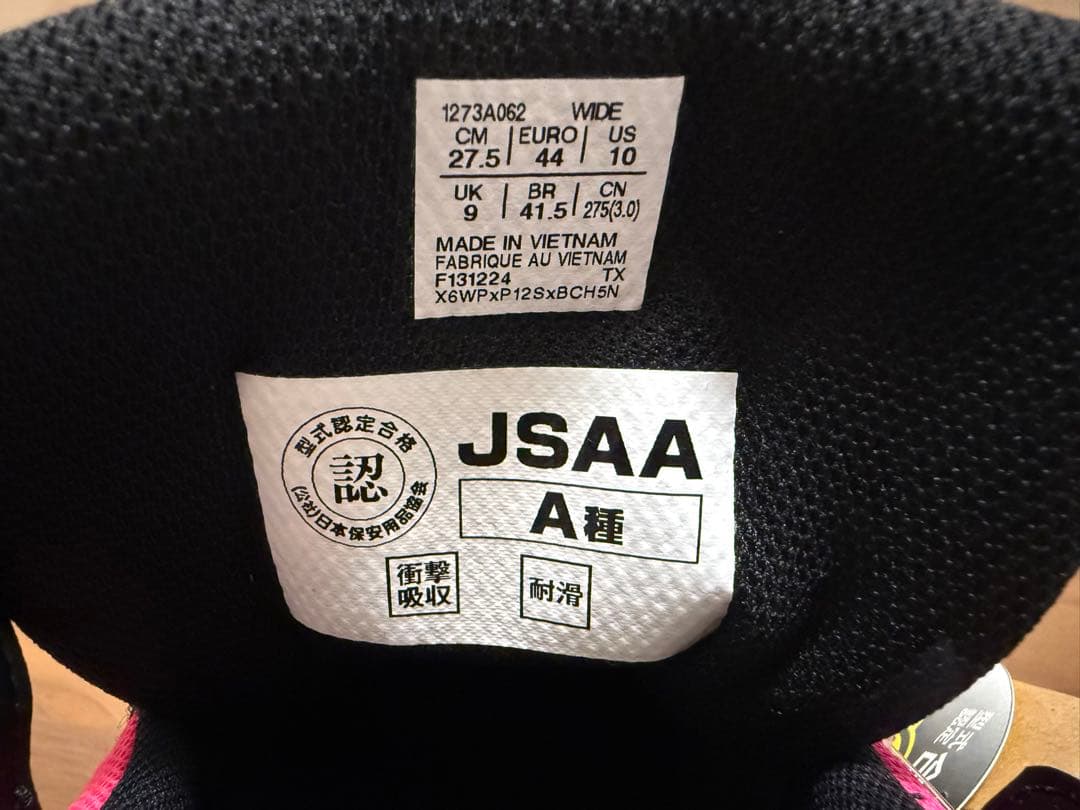 1273A062 WIDE
CM | EURO | US
27.5 | 44 | 10
UK | BR | CN
9 | 41.5 | 275(3.0)
MADE IN VIETNAM
FABRIQUE AU VIETNAM
F131224 TX
X6WPxP12SxBCH5N
型式認定合格
認
(公社)日本保安用品協会
JSAA
A種
衝撃
吸収
耐滑